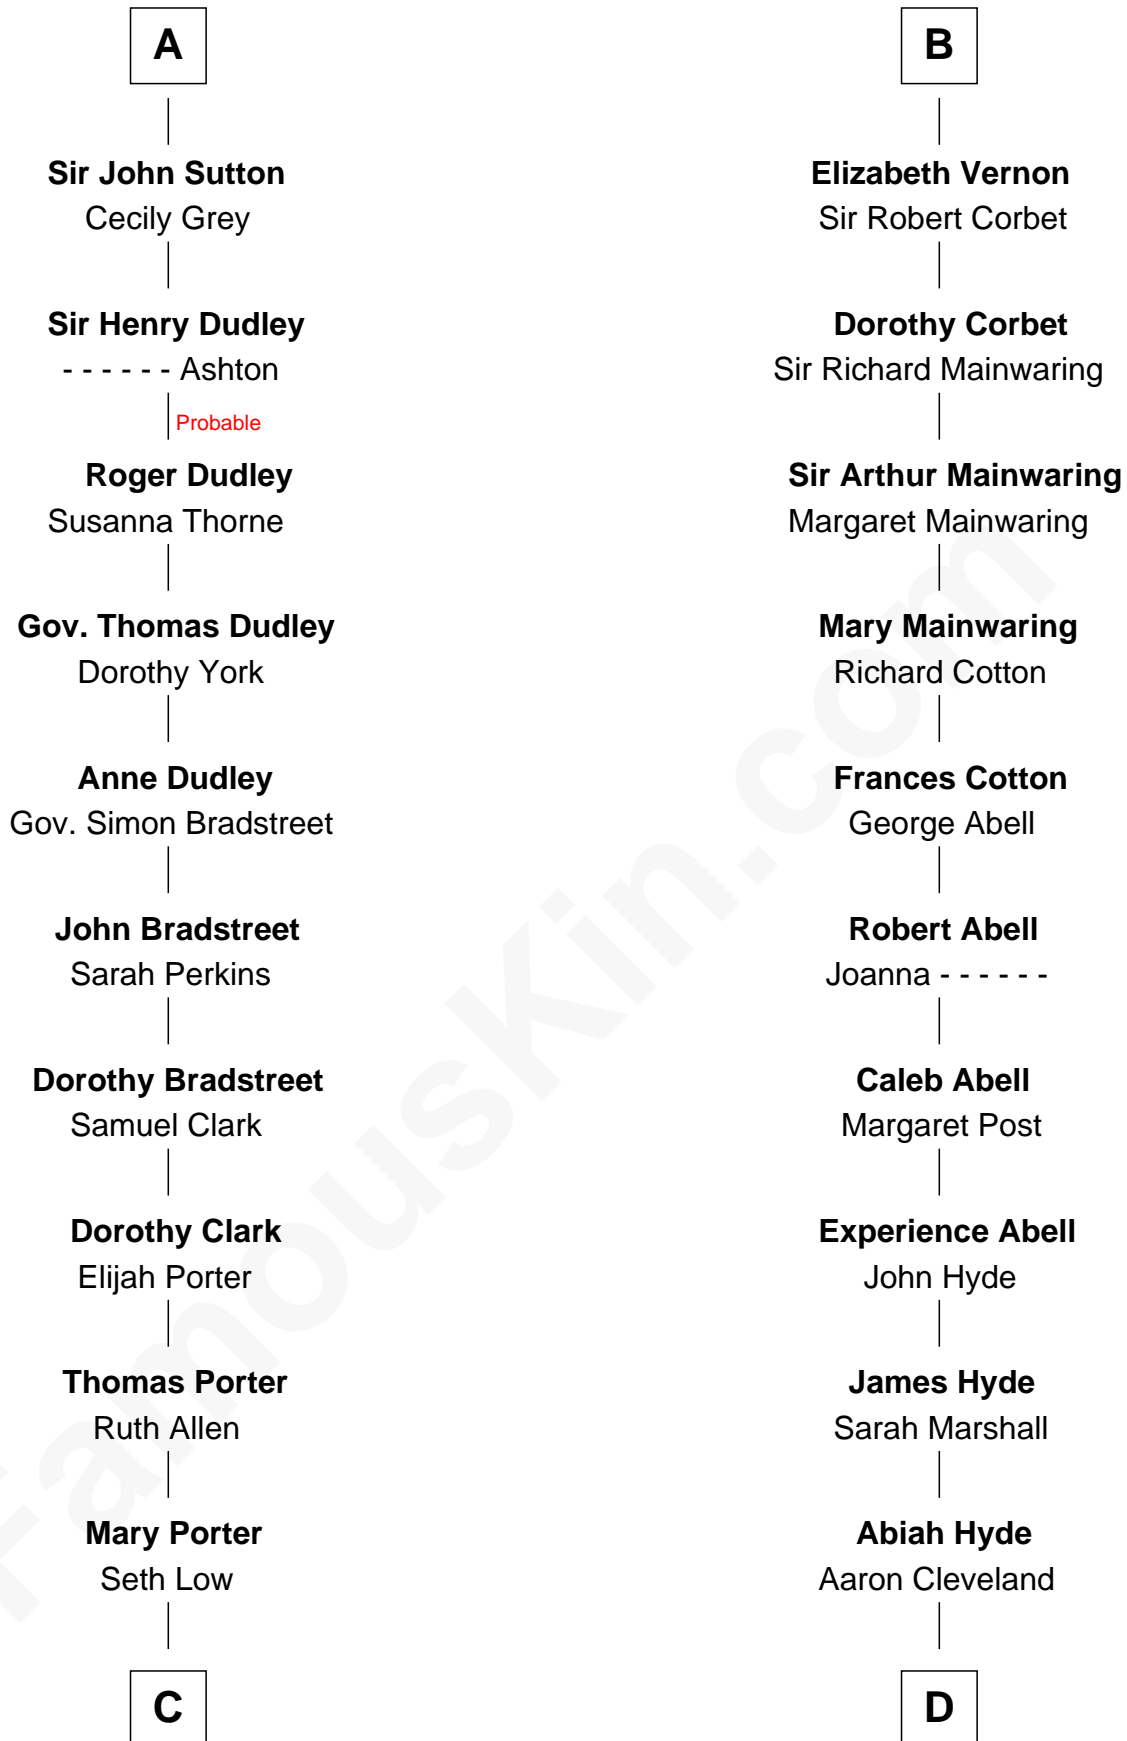 A
Sir John Sutton
Cecily Grey
Sir Henry Dudley
- - - - - - Ashton
Probable
Roger Dudley
Susanna Thorne
Gov. Thomas Dudley
Dorothy York
Anne Dudley
Gov. Simon Bradstreet
John Bradstreet
Sarah Perkins
Dorothy Bradstreet
Samuel Clark
Dorothy Clark
Elijah Porter
Thomas Porter
Ruth Allen
Mary Porter
Seth Low
C
B
Elizabeth Vernon
Sir Robert Corbet
Dorothy Corbet
Sir Richard Mainwaring
Sir Arthur Mainwaring
Margaret Mainwaring
Mary Mainwaring
Richard Cotton
Frances Cotton
George Abell
Robert Abell
Joanna - - - - - -
Caleb Abell
Margaret Post
Experience Abell
John Hyde
James Hyde
Sarah Marshall
Abiah Hyde
Aaron Cleveland
D
FamousKin.com